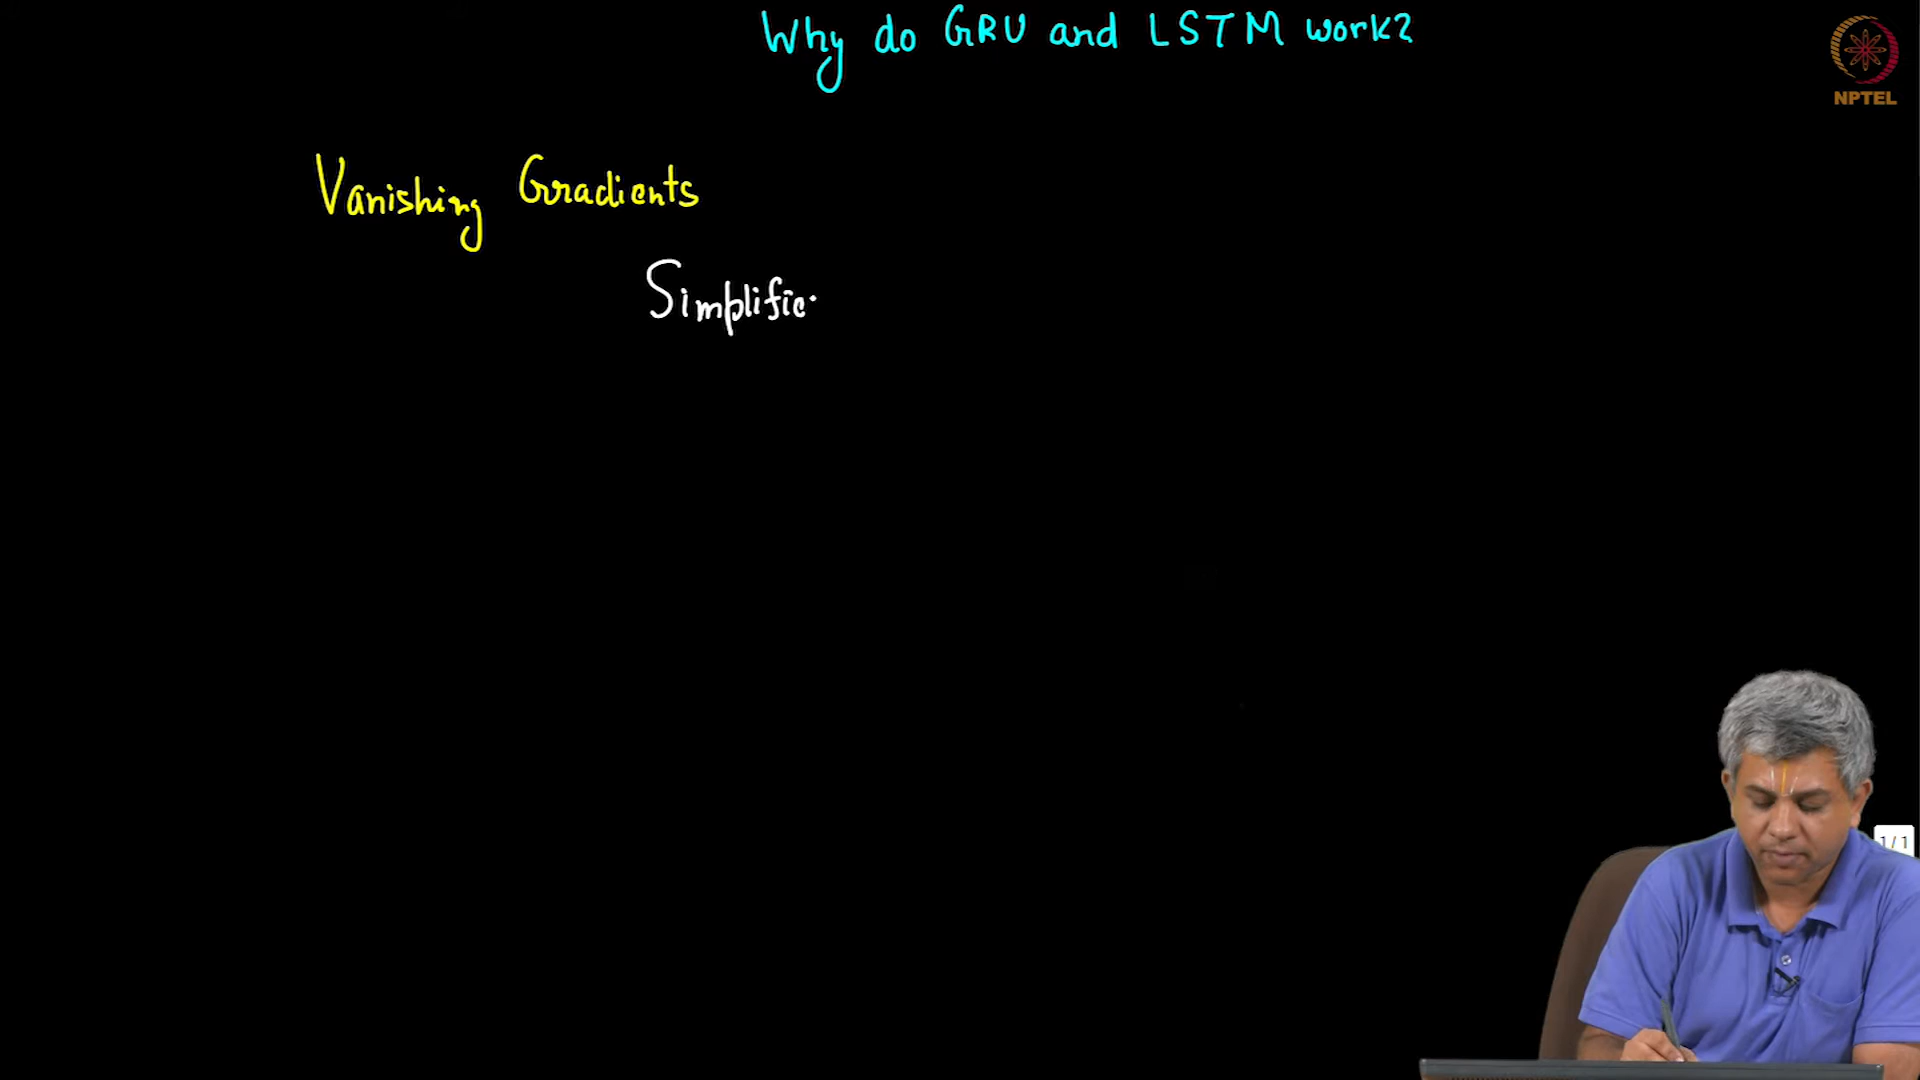 Why do GRU and LSTM work?
NPTEL
Vanishing Gradients
Simplific
1/1